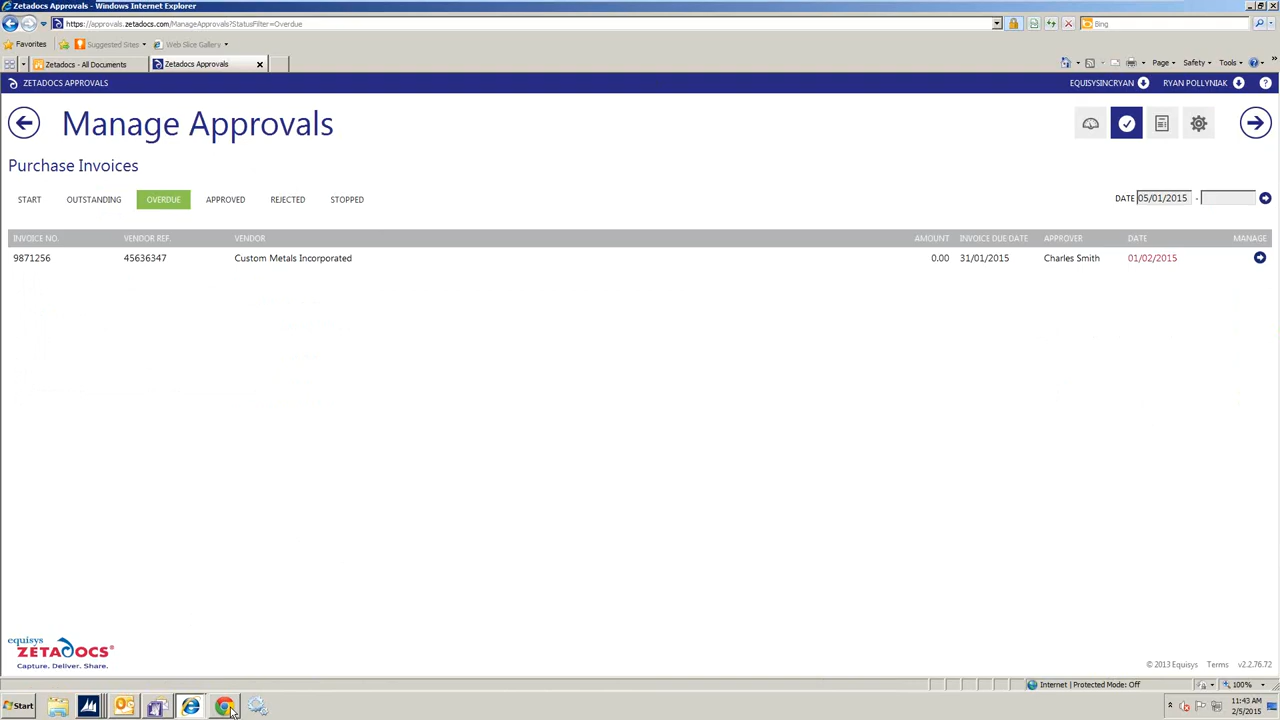 Zetadocs Approvals - Windows Internet Explorer
https://approvals.zetadocs.com/ManageApprovals?StatusFilter=Overdue
Bing
Favorites Suggested Sites Web Slice Gallery
Zetadocs - All Documents Zetadocs Approvals Page Safety Tools
ZETADOCS APPROVALS EQUISYSINCRYAN RYAN POLLYNIAK ?
Manage Approvals
Purchase Invoices
START OUTSTANDING OVERDUE APPROVED REJECTED STOPPED DATE 05/01/2015 -
INVOICE NO. VENDOR REF. VENDOR AMOUNT INVOICE DUE DATE APPROVER DATE MANAGE
9871256 45636347 Custom Metals Incorporated 0.00 31/01/2015 Charles Smith 01/02/2015
equisys
ZETADOCS®
Capture. Deliver. Share.
© 2013 Equisys Terms v2.2.76.72
Internet | Protected Mode: Off 100%
Start 11:43 AM
2/5/2015